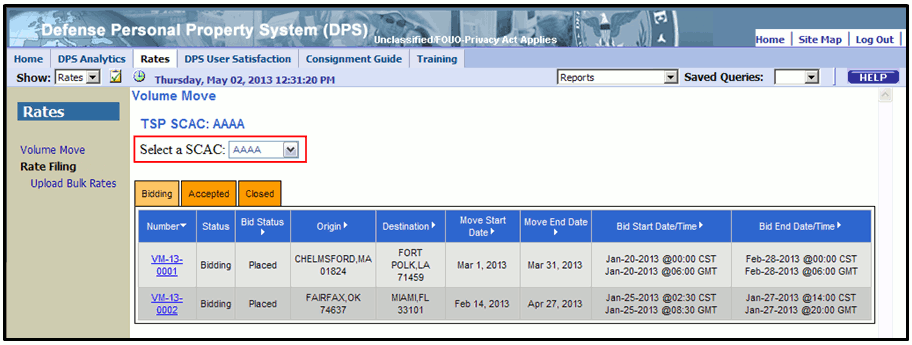 Defense Personal Property System (DPS)
Unclassified/FOUO-Privacy Act Applies
Home | Site Map | Log Out |
Home DPS Analytics Rates DPS User Satisfaction Consignment Guide Training
Show: Rates Thursday, May 02, 2013 12:31:20 PM Reports Saved Queries: HELP
Rates
Volume Move
Rate Filing
Upload Bulk Rates
Volume Move
TSP SCAC: AAAA
Select a SCAC: AAAA
Bidding Accepted Closed
Number Status Bid Status Origin Destination Move Start Date Move End Date Bid Start Date/Time Bid End Date/Time
VM-13-0001 Bidding Placed CHELMSFORD,MA 01824 FORT POLK,LA 71459 Mar 1, 2013 Mar 31, 2013 Jan-20-2013 @00:00 CST Jan-20-2013 @06:00 GMT Feb-28-2013 @00:00 CST Feb-28-2013 @06:00 GMT
VM-13-0002 Bidding Placed FAIRFAX,OK 74637 MIAMI,FL 33101 Feb 14, 2013 Apr 27, 2013 Jan-25-2013 @02:30 CST Jan-25-2013 @08:30 GMT Jan-27-2013 @14:00 CST Jan-27-2013 @20:00 GMT